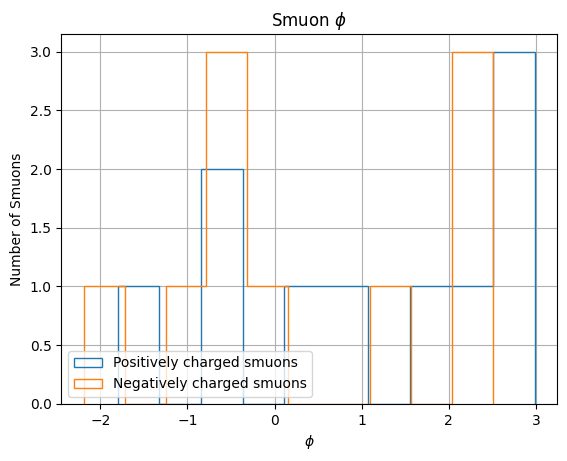 Smuon ϕ
Number of Smuons
3.0
2.5
2.0
1.5
1.0
0.5
0.0
Positively charged smuons
Negatively charged smuons
−2 −1 0 1 2 3
ϕ